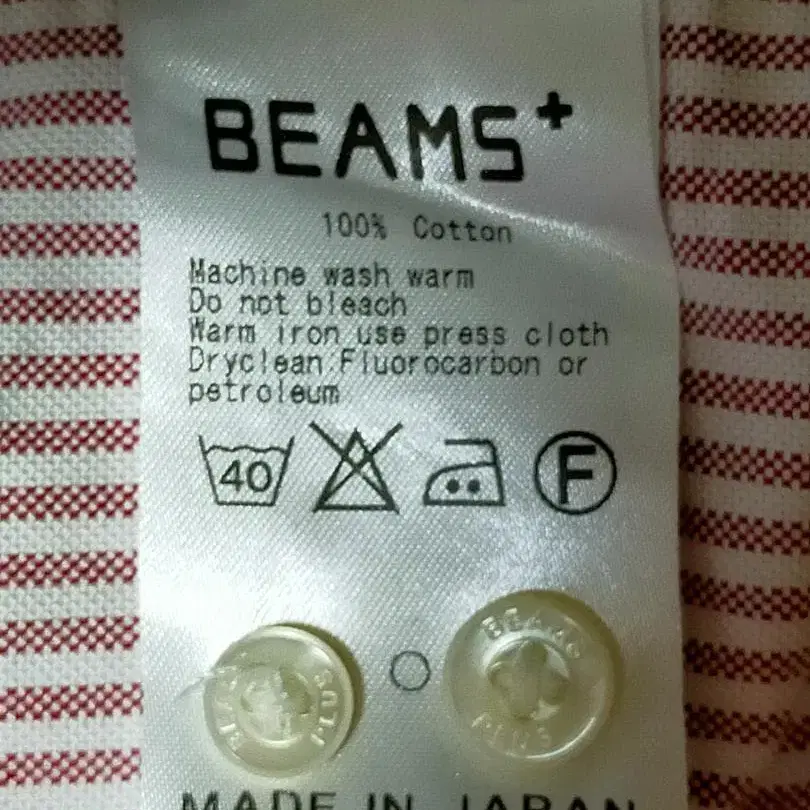 BEAMS+
100% Cotton
Machine wash warm
Do not bleach
Warm iron use press cloth
Dryclean:Fluorocarbon or
petroleum
40
F
BEAMS
PLUS
BEAMS
PLUS
MADE IN JAPAN